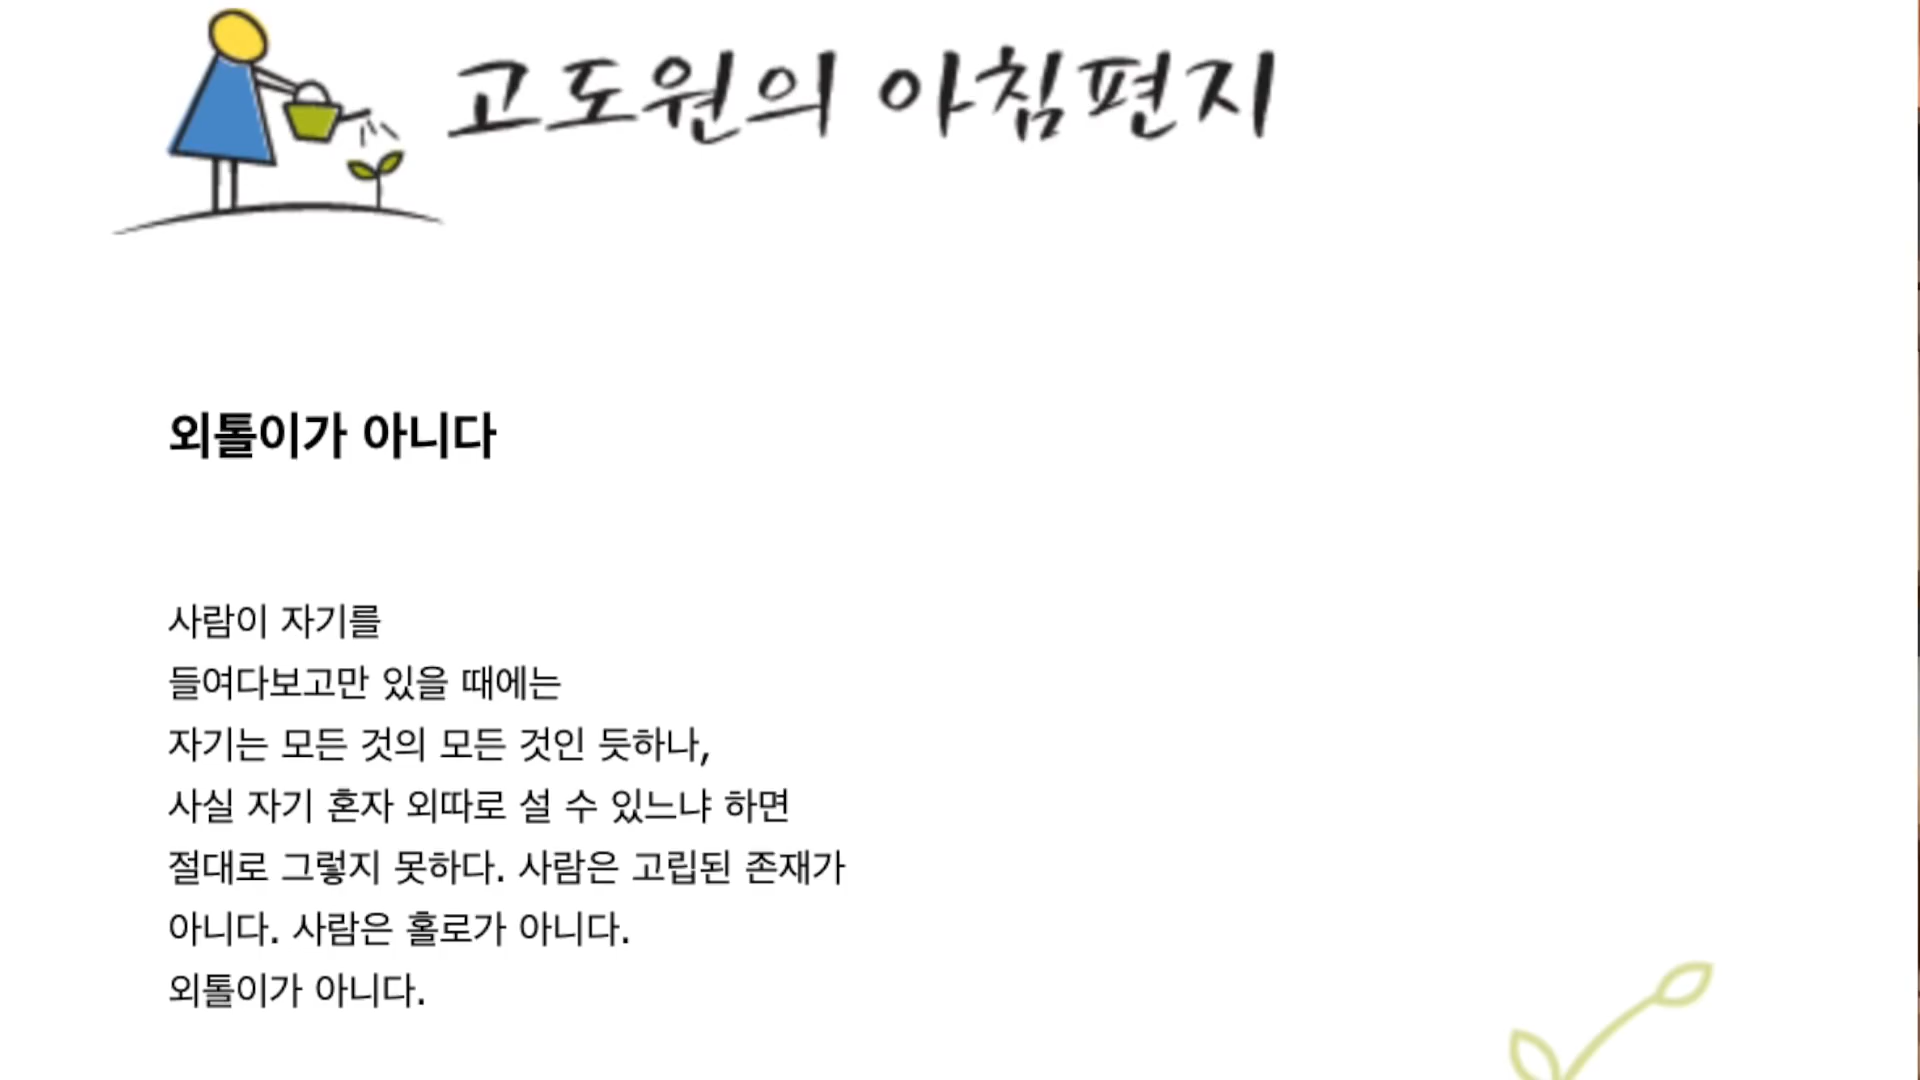 고도원의 아침편지
외톨이가 아니다
사람이 자기를
들여다보고만 있을 때에는
자기는 모든 것의 모든 것인 듯하나,
사실 자기 혼자 외따로 설 수 있느냐 하면
절대로 그렇지 못하다. 사람은 고립된 존재가
아니다. 사람은 홀로가 아니다.
외톨이가 아니다.